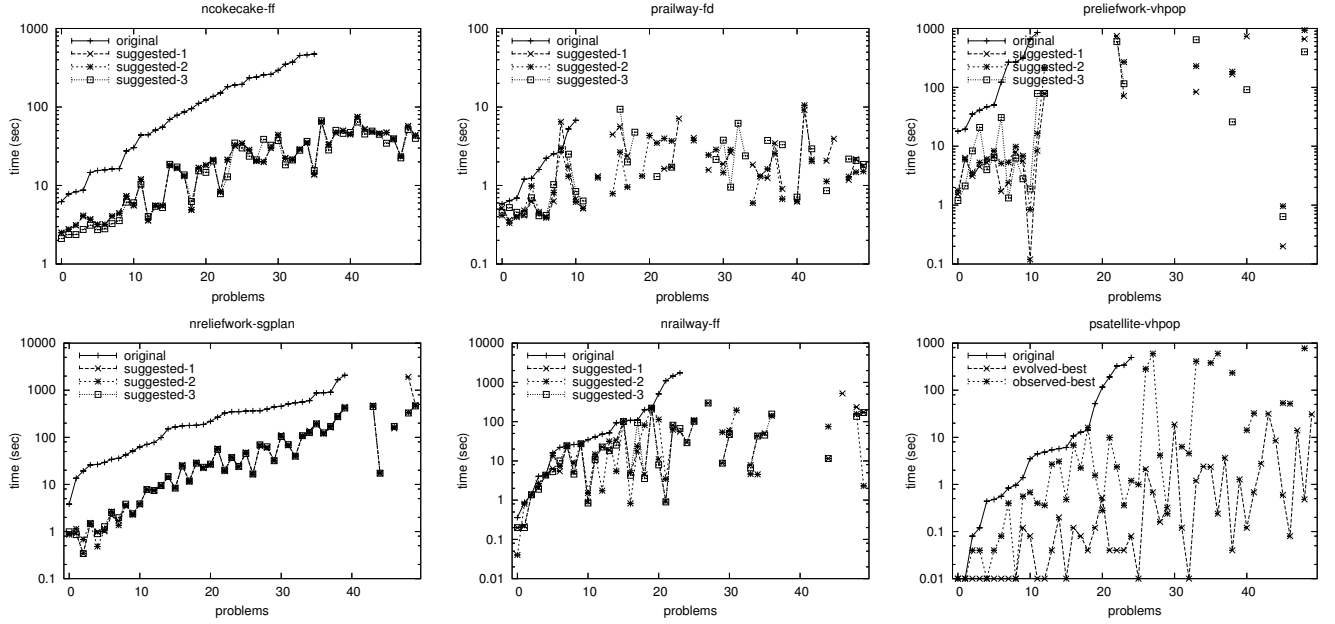 ncokecake-ff
1000
100
10
1
time (sec)
original
suggested-1
suggested-2
suggested-3
0 10 20 30 40
problems
prailway-fd
100
10
1
0.1
time (sec)
original
suggested-1
suggested-2
suggested-3
0 10 20 30 40
problems
preliefwork-vhpop
1000
100
10
1
0.1
time (sec)
original
suggested-1
suggested-2
suggested-3
0 10 20 30 40
problems
nreliefwork-sgplan
10000
1000
100
10
1
0.1
time (sec)
original
suggested-1
suggested-2
suggested-3
0 10 20 30 40
problems
nrailway-ff
10000
1000
100
10
1
0.1
0.01
time (sec)
original
suggested-1
suggested-2
suggested-3
0 10 20 30 40
problems
psatellite-vhpop
1000
100
10
1
0.1
0.01
time (sec)
original
evolved-best
observed-best
0 10 20 30 40
problems